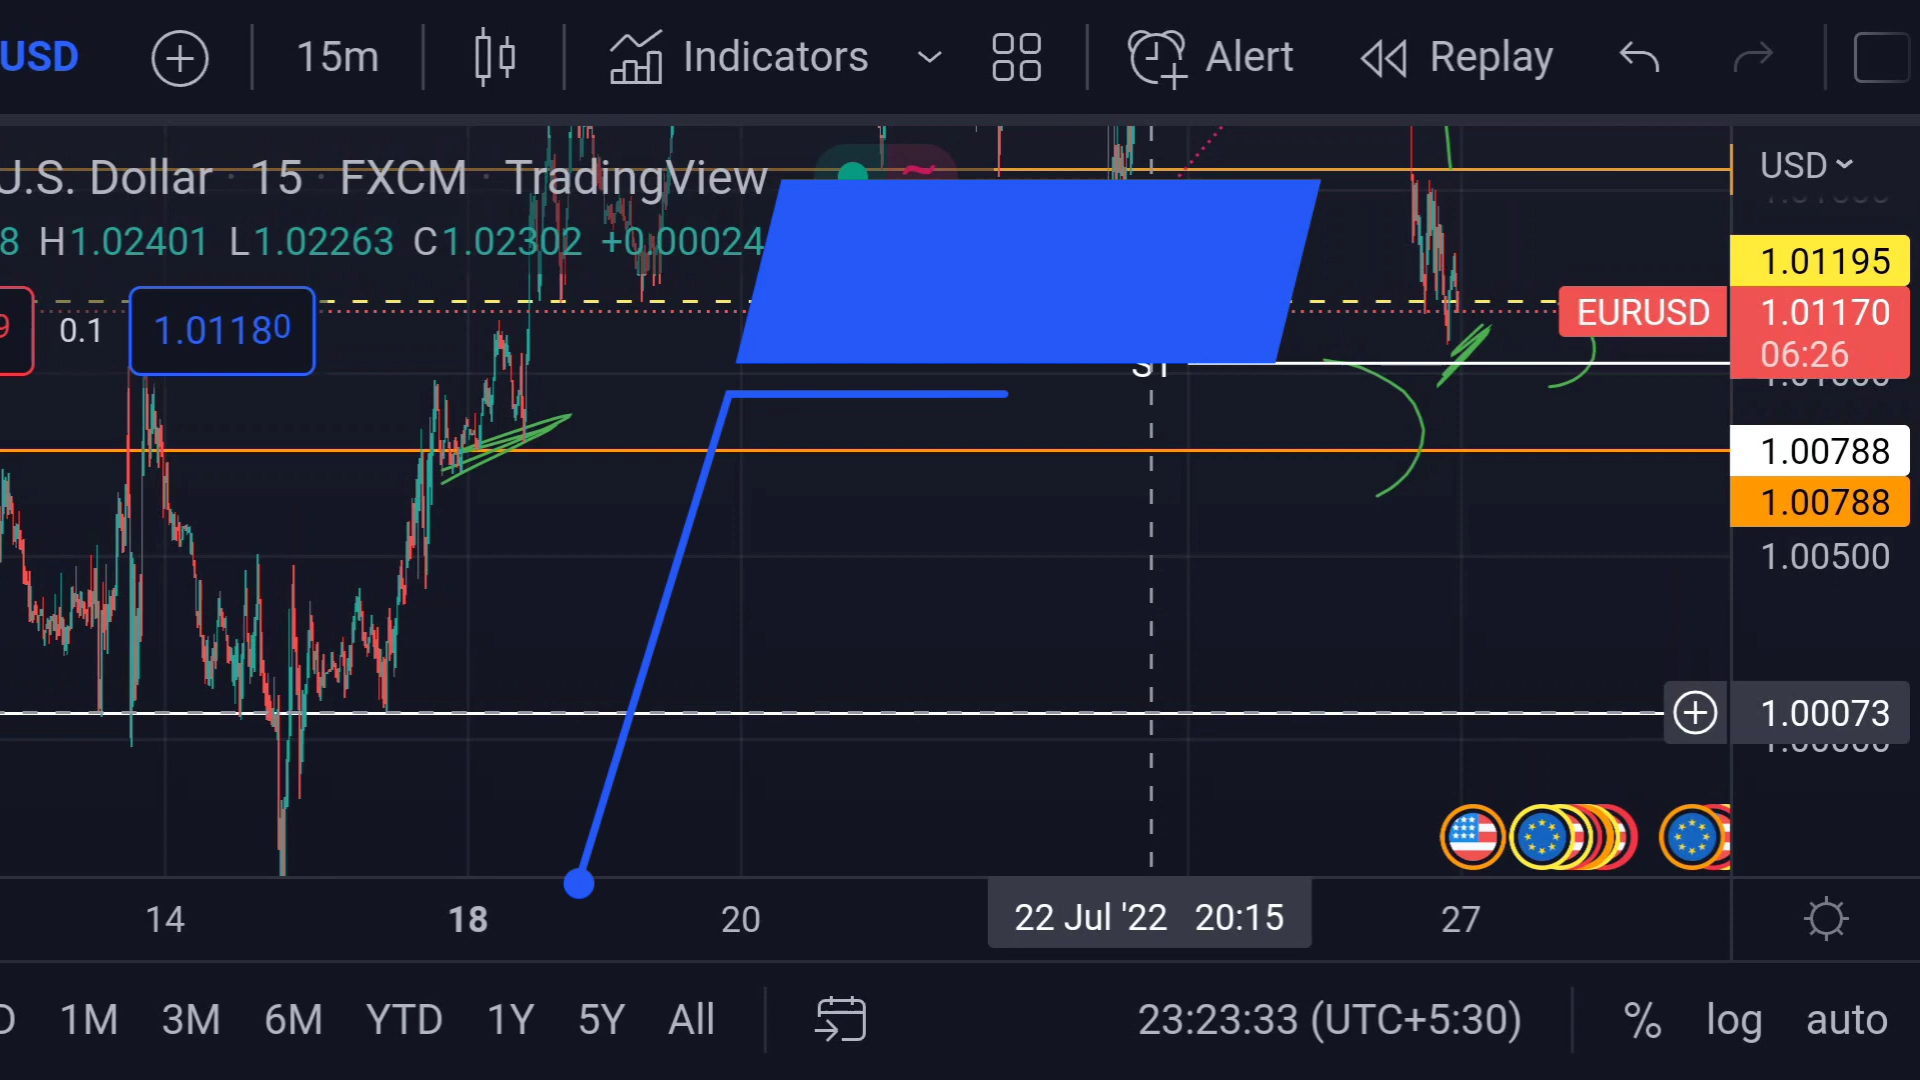 USD 15m Indicators Alert Replay
U.S. Dollar · 15 · FXCM · TradingView USD
8 H1.02401 L1.02263 C1.02302 +0.00024
1.01195
9 0.1 1.01180 EURUSD 1.01170
06:26
1.00788
1.00788
1.00500
1.00073
14 18 20 22 Jul '22 20:15 27
1M 3M 6M YTD 1Y 5Y All 23:23:33 (UTC+5:30) % log auto